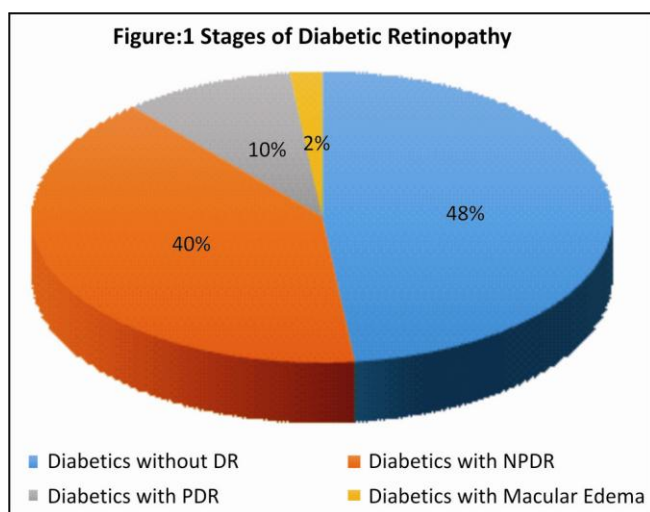 Figure:1 Stages of Diabetic Retinopathy
10%
2%
48%
40%
Diabetics without DR
Diabetics with NPDR
Diabetics with PDR
Diabetics with Macular Edema